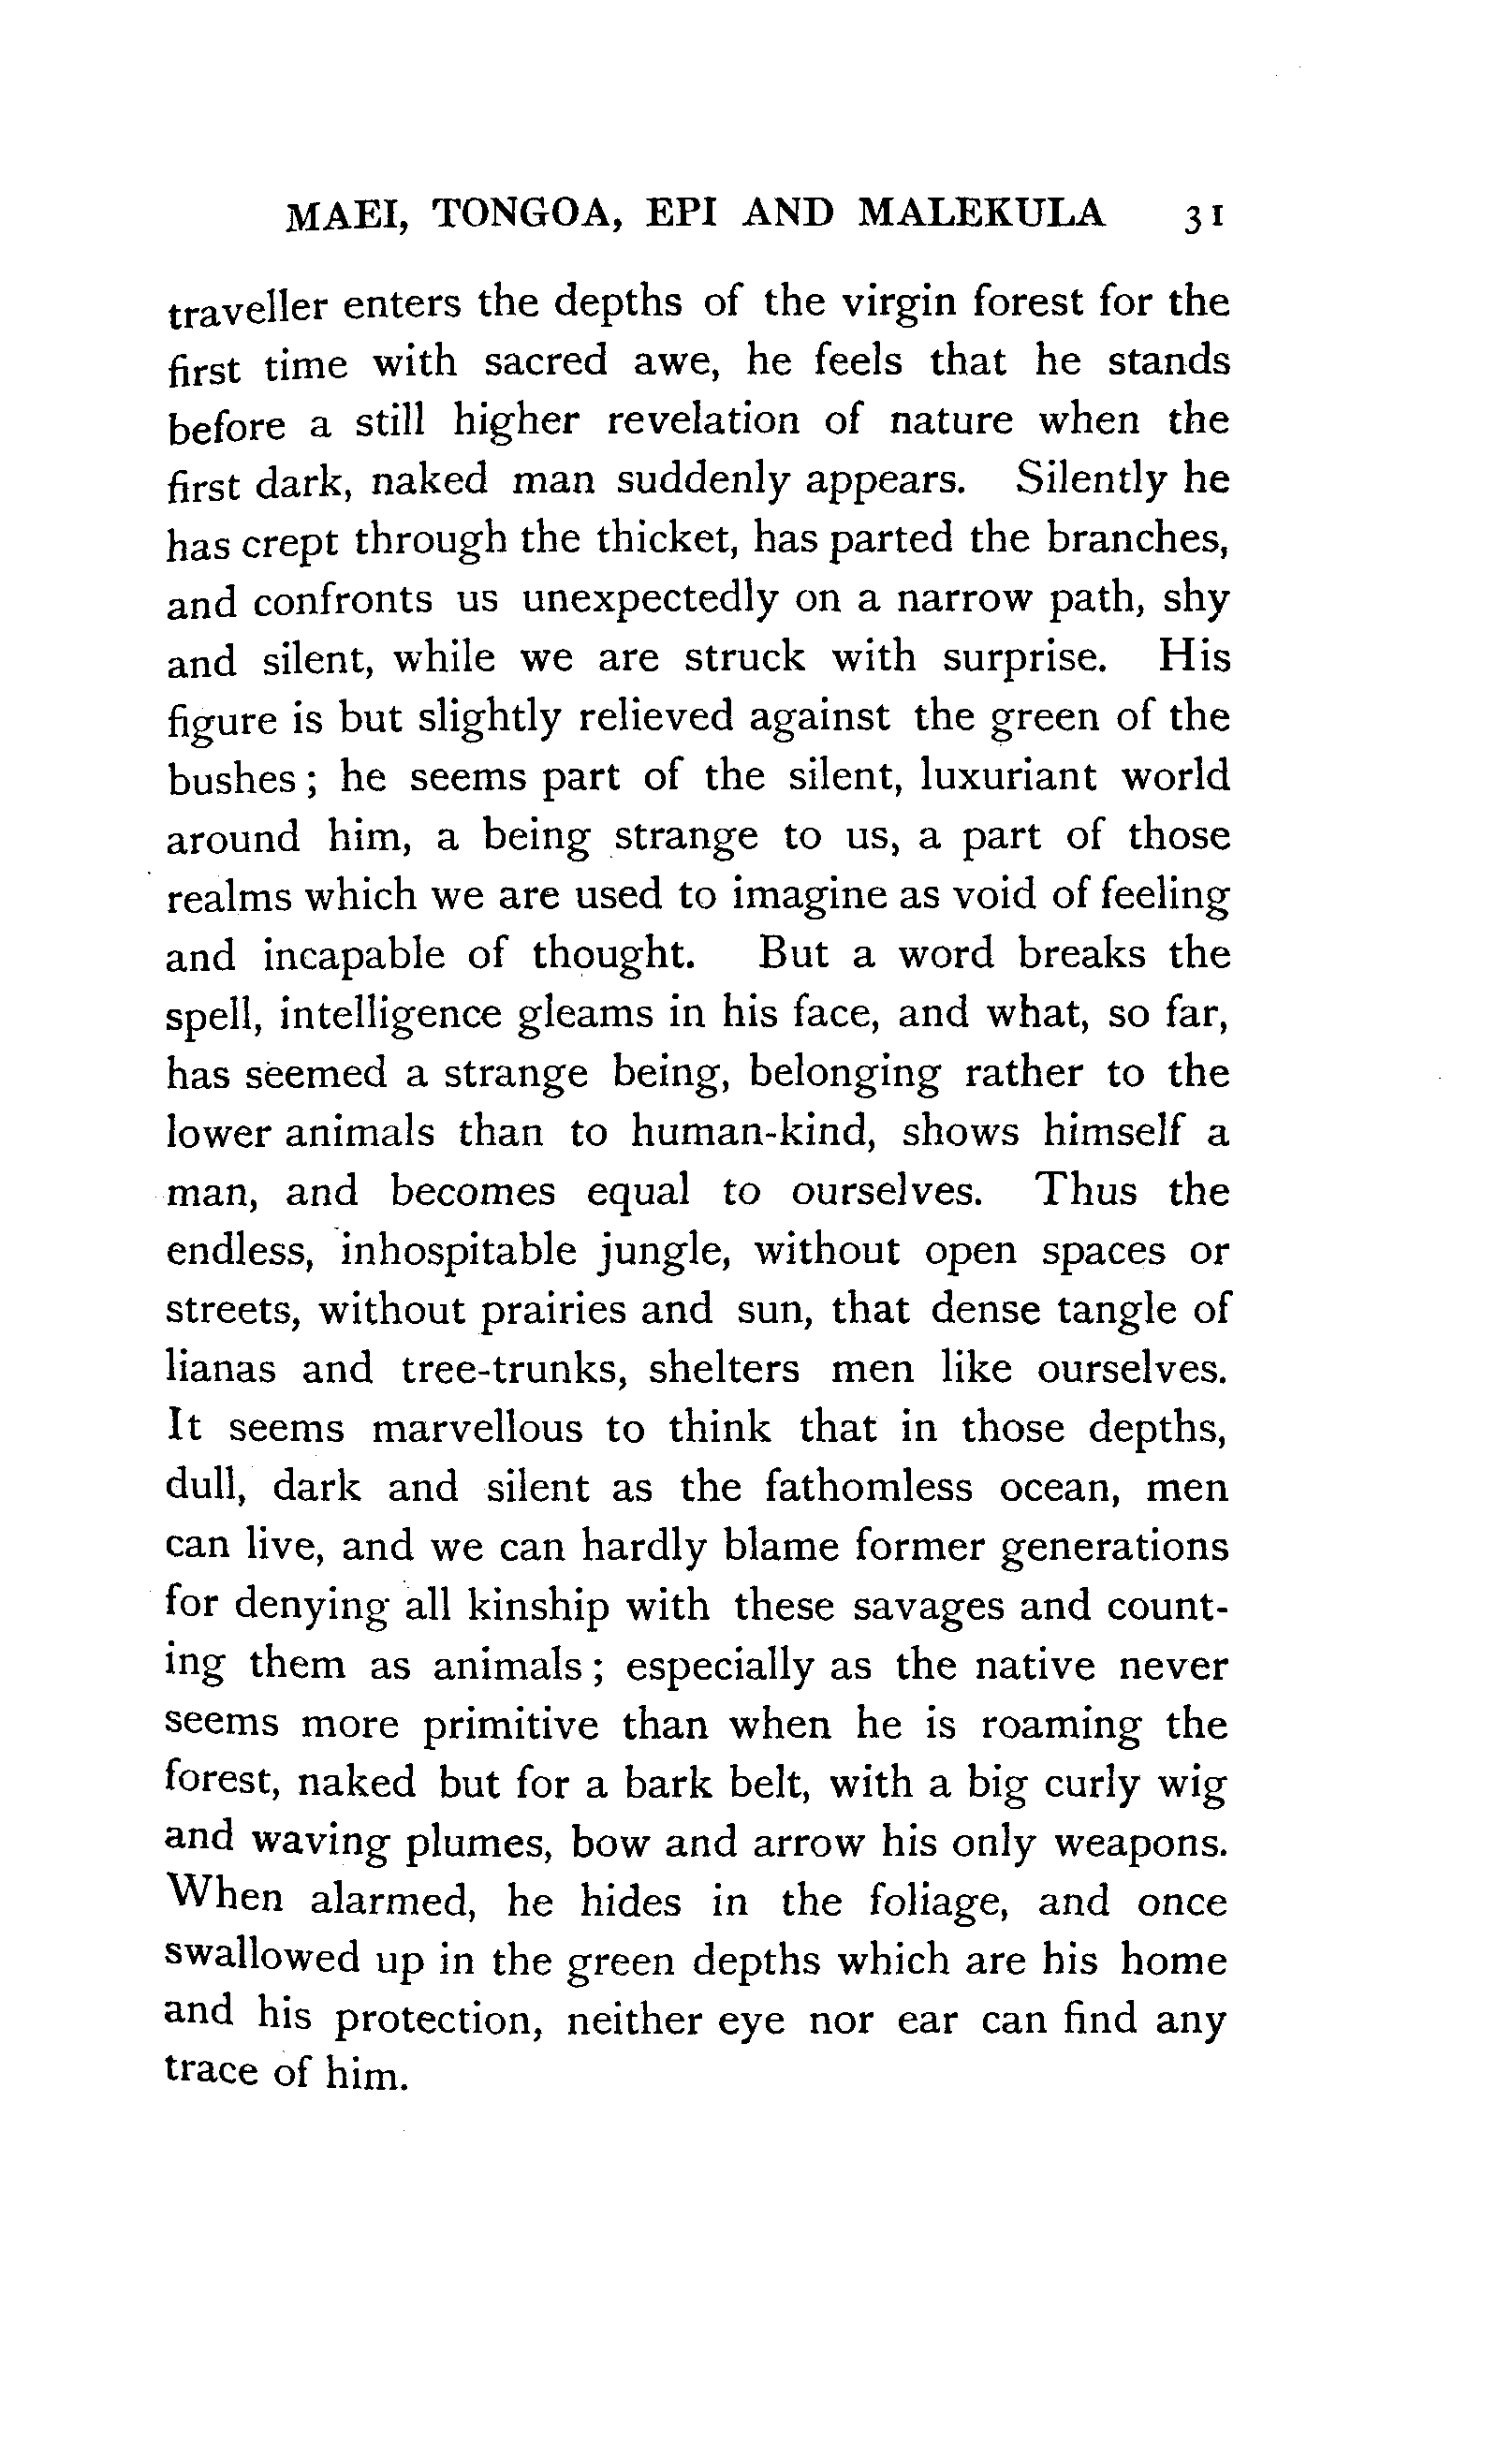 MAEI, TONGOA, EPI AND MALEKULA 31
traveller enters the depths of the virgin forest for the
first time with sacred awe, he feels that he stands
before a still higher revelation of nature when the
first dark, naked man suddenly appears. Silently he
has crept through the thicket, has parted the branches,
and confronts us unexpectedly on a narrow path, shy
and silent, while we are struck with surprise. His
figure is but slightly relieved against the green of the
bushes; he seems part of the silent, luxuriant world
around him, a being strange to us, a part of those
realms which we are used to imagine as void of feeling
and incapable of thought. But a word breaks the
spell, intelligence gleams in his face, and what, so far,
has seemed a strange being, belonging rather to the
lower animals than to human-kind, shows himself a
man, and becomes equal to ourselves. Thus the
endless, inhospitable jungle, without open spaces or
streets, without prairies and sun, that dense tangle of
lianas and tree-trunks, shelters men like ourselves.
It seems marvellous to think that in those depths,
dull, dark and silent as the fathomless ocean, men
can live, and we can hardly blame former generations
for denying all kinship with these savages and count-
ing them as animals; especially as the native never
seems more primitive than when he is roaming the
forest, naked but for a bark belt, with a big curly wig
and waving plumes, bow and arrow his only weapons.
When alarmed, he hides in the foliage, and once
swallowed up in the green depths which are his home
and his protection, neither eye nor ear can find any
trace of him.